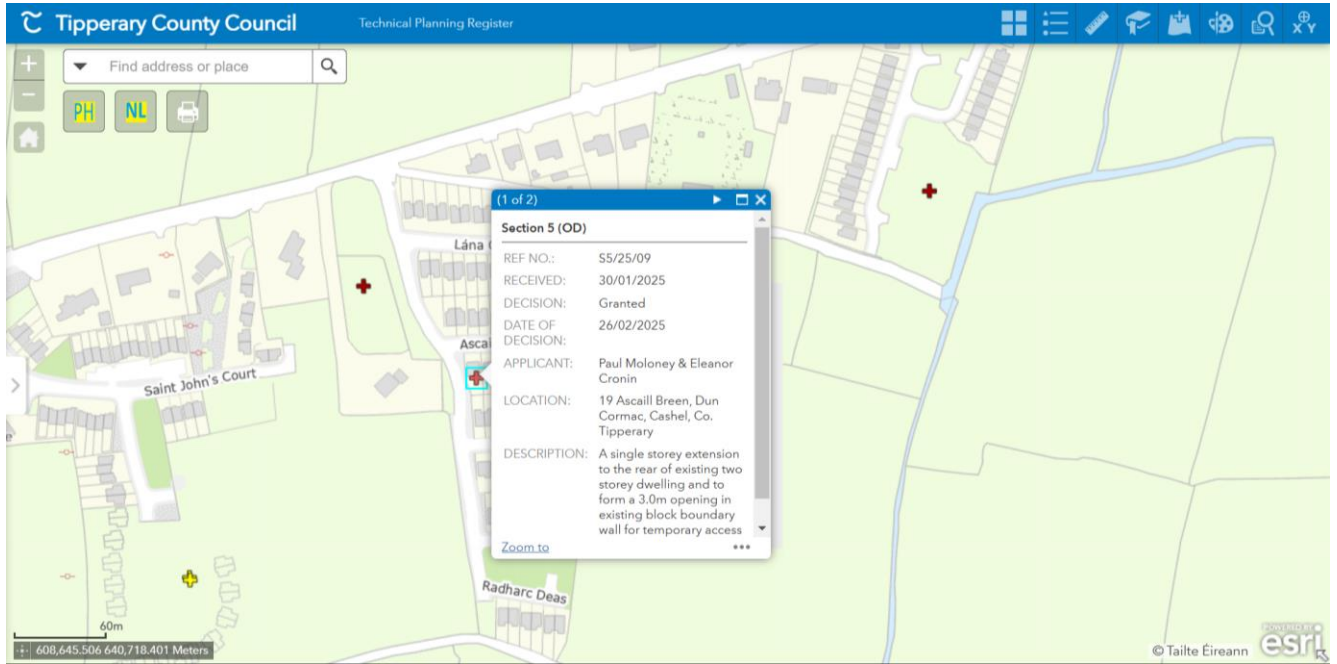 Tipperary County Council
Technical Planning Register
Find address or place
PH
NL
(1 of 2)
Section 5 (OD)
REF NO.: S5/25/09
RECEIVED: 30/01/2025
DECISION: Granted
DATE OF 26/02/2025
DECISION:
APPLICANT: Paul Moloney & Eleanor
Cronin
LOCATION: 19 Ascaill Breen, Dun
Cormac, Cashel, Co.
Tipperary
DESCRIPTION: A single storey extension
to the rear of existing two
storey dwelling and to
form a 3.0m opening in
existing block boundary
wall for temporary access
Zoom to
Lána
Ascai
Saint John's Court
Radharc Deas
60m
608,645.506 640,718.401 Meters
© Tailte Éireann
POWERED BY
esri